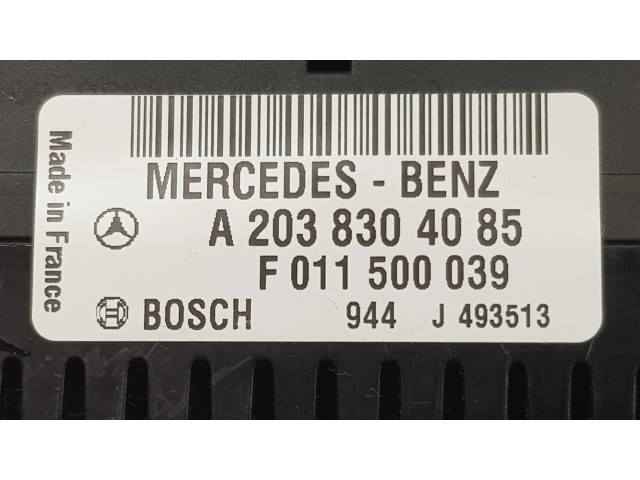 Made in France
MERCEDES - BENZ
A 203 830 40 85
F 011 500 039
BOSCH 944 J 493513